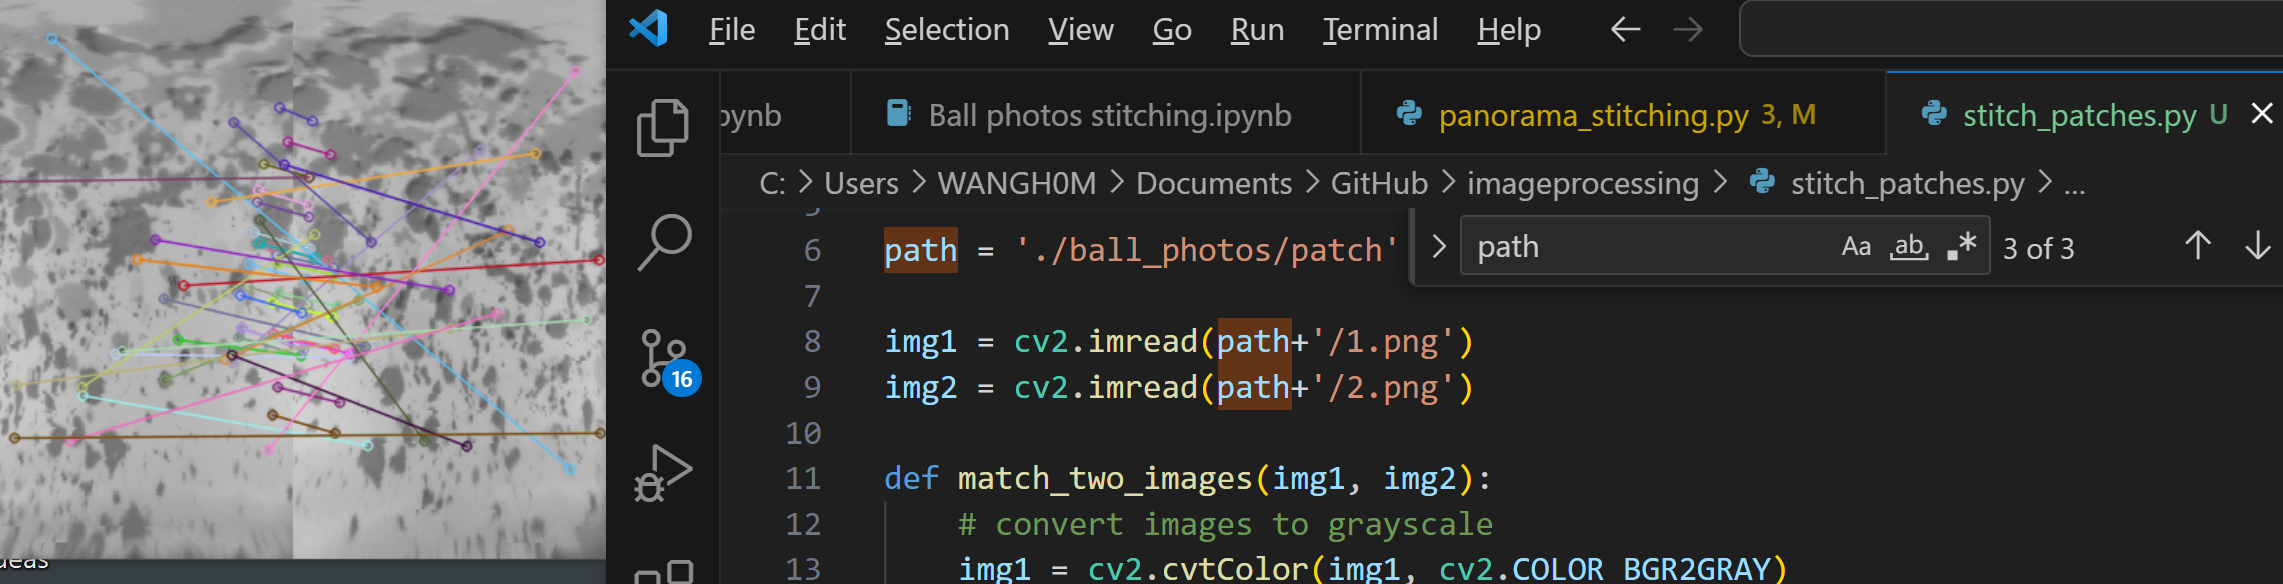 File Edit Selection View Go Run Terminal Help
pynb Ball photos stitching.ipynb panorama_stitching.py 3, M stitch_patches.py U
C: > Users > WANGH0M > Documents > GitHub > imageprocessing > stitch_patches.py > ...
path Aa ab .* 3 of 3
5
6 path = './ball_photos/patch'
7
8 img1 = cv2.imread(path+'/1.png')
9 img2 = cv2.imread(path+'/2.png')
10
11 def match_two_images(img1, img2):
12 # convert images to grayscale
13 img1 = cv2.cvtColor(img1, cv2.COLOR_BGR2GRAY)
16
deas